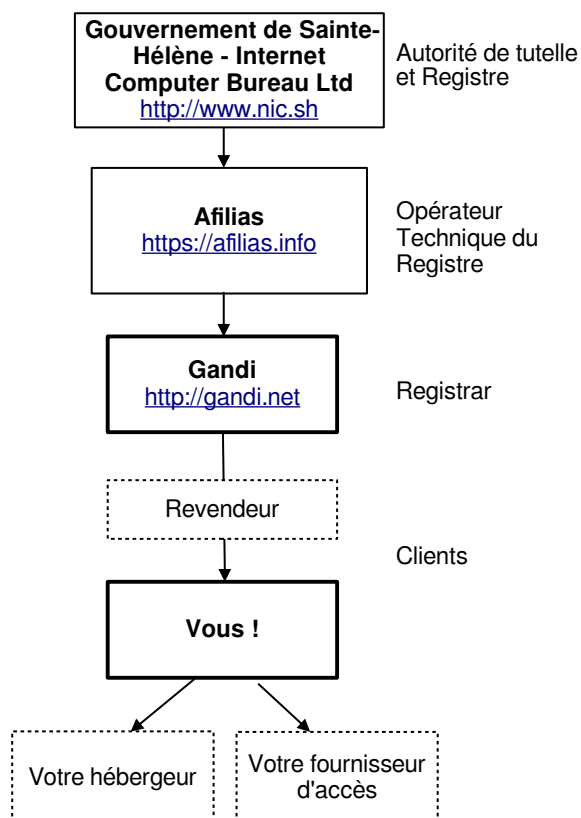 Gouvernement de Sainte-
Hélène - Internet
Computer Bureau Ltd
http://www.nic.sh
Autorité de tutelle
et Registre
Afilias
https://afilias.info
Opérateur
Technique du
Registre
Gandi
http://gandi.net
Registrar
Revendeur
Clients
Vous !
Votre hébergeur
Votre fournisseur
d'accès